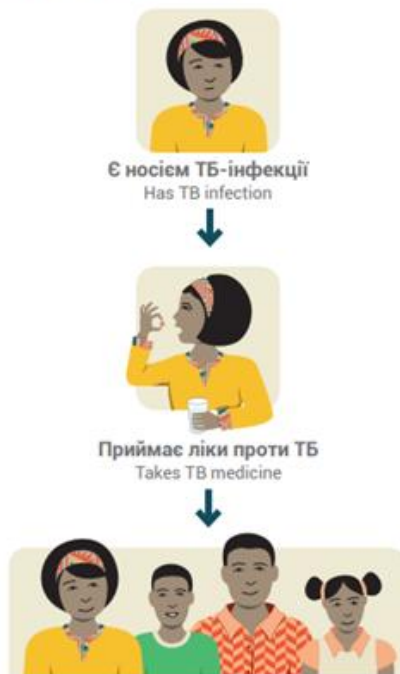 Є носієм ТБ-інфекції
Has TB infection
Приймає ліки проти ТБ
Takes TB medicine